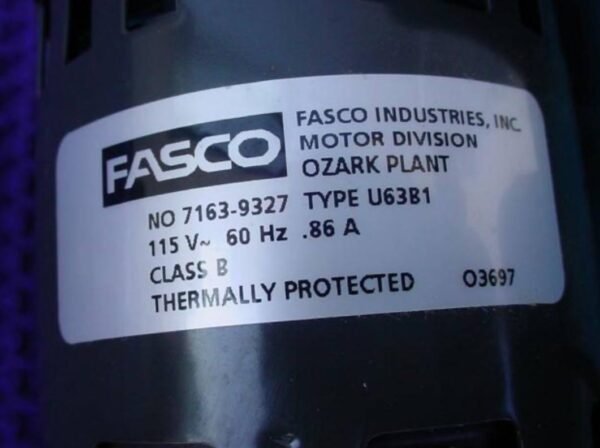 FASCO
FASCO INDUSTRIES, INC.
MOTOR DIVISION
OZARK PLANT
NO 7163-9327 TYPE U63B1
115 V~ 60 Hz .86 A
CLASS B
THERMALLY PROTECTED O3697